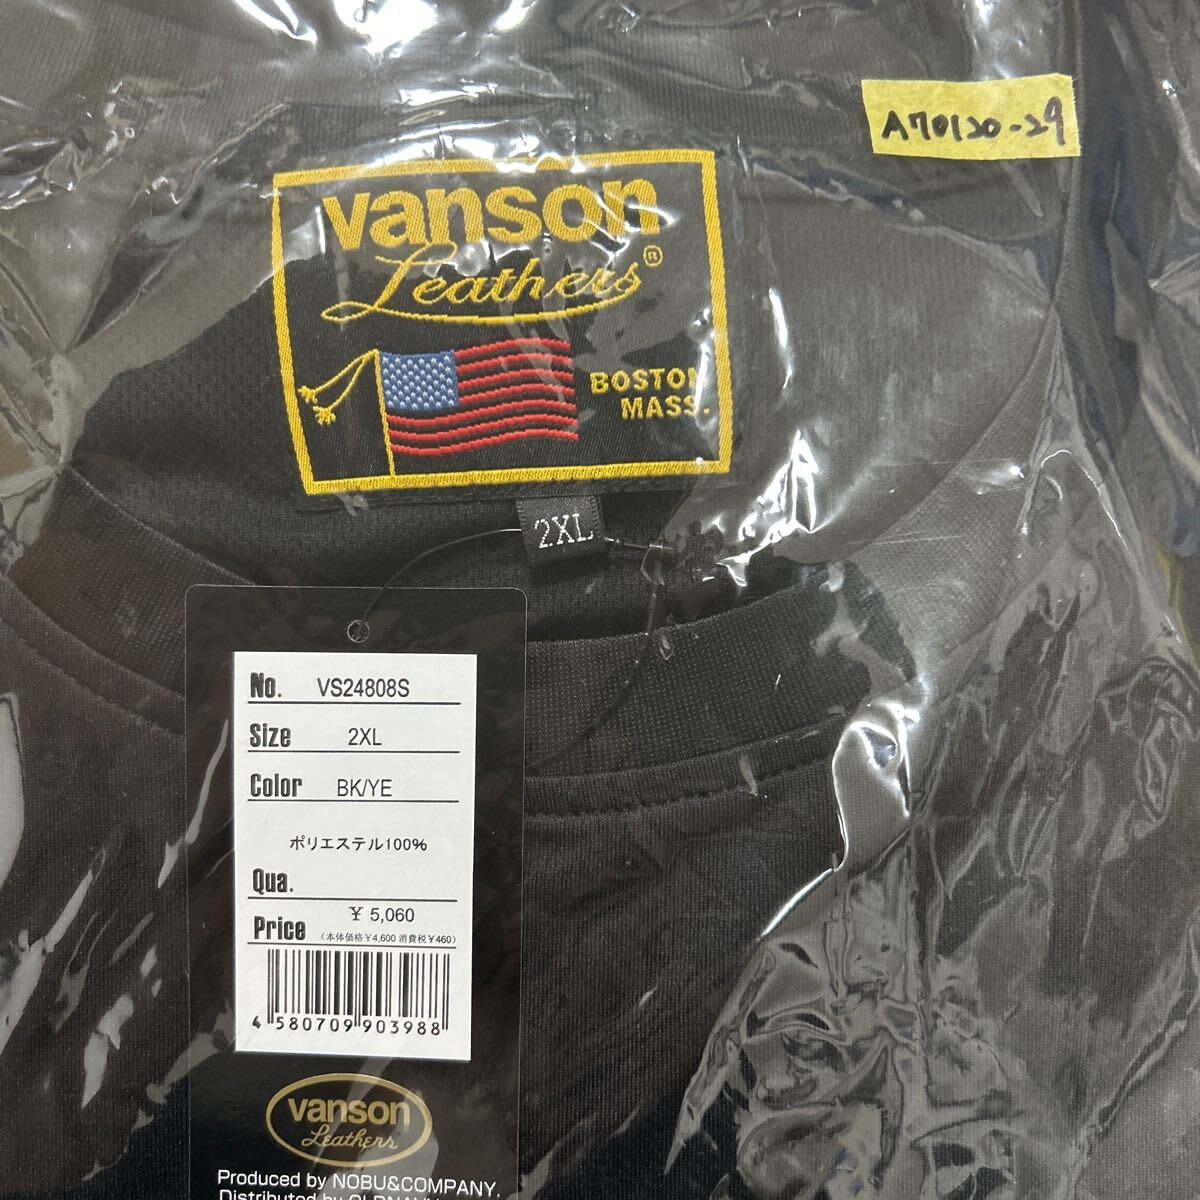 A70120-29
vanson
Leathers®
BOSTON
MASS.
2XL
No. VS24808S
Size 2XL
Color BK/YE
ポリエステル100%
Qua.
Price ¥ 5,060
(本体価格¥4,600 消費税¥460)
4 580709 903988
vanson
Leathers
Produced by NOBU&COMPANY.
Distributed by